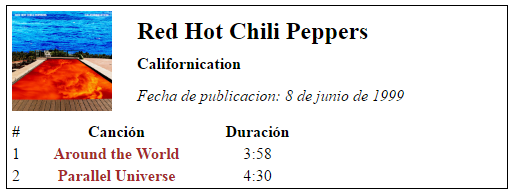 Red Hot Chili Peppers
Californication
Fecha de publicacion: 8 de junio de 1999
# Canción Duración
1 Around the World 3:58
2 Parallel Universe 4:30